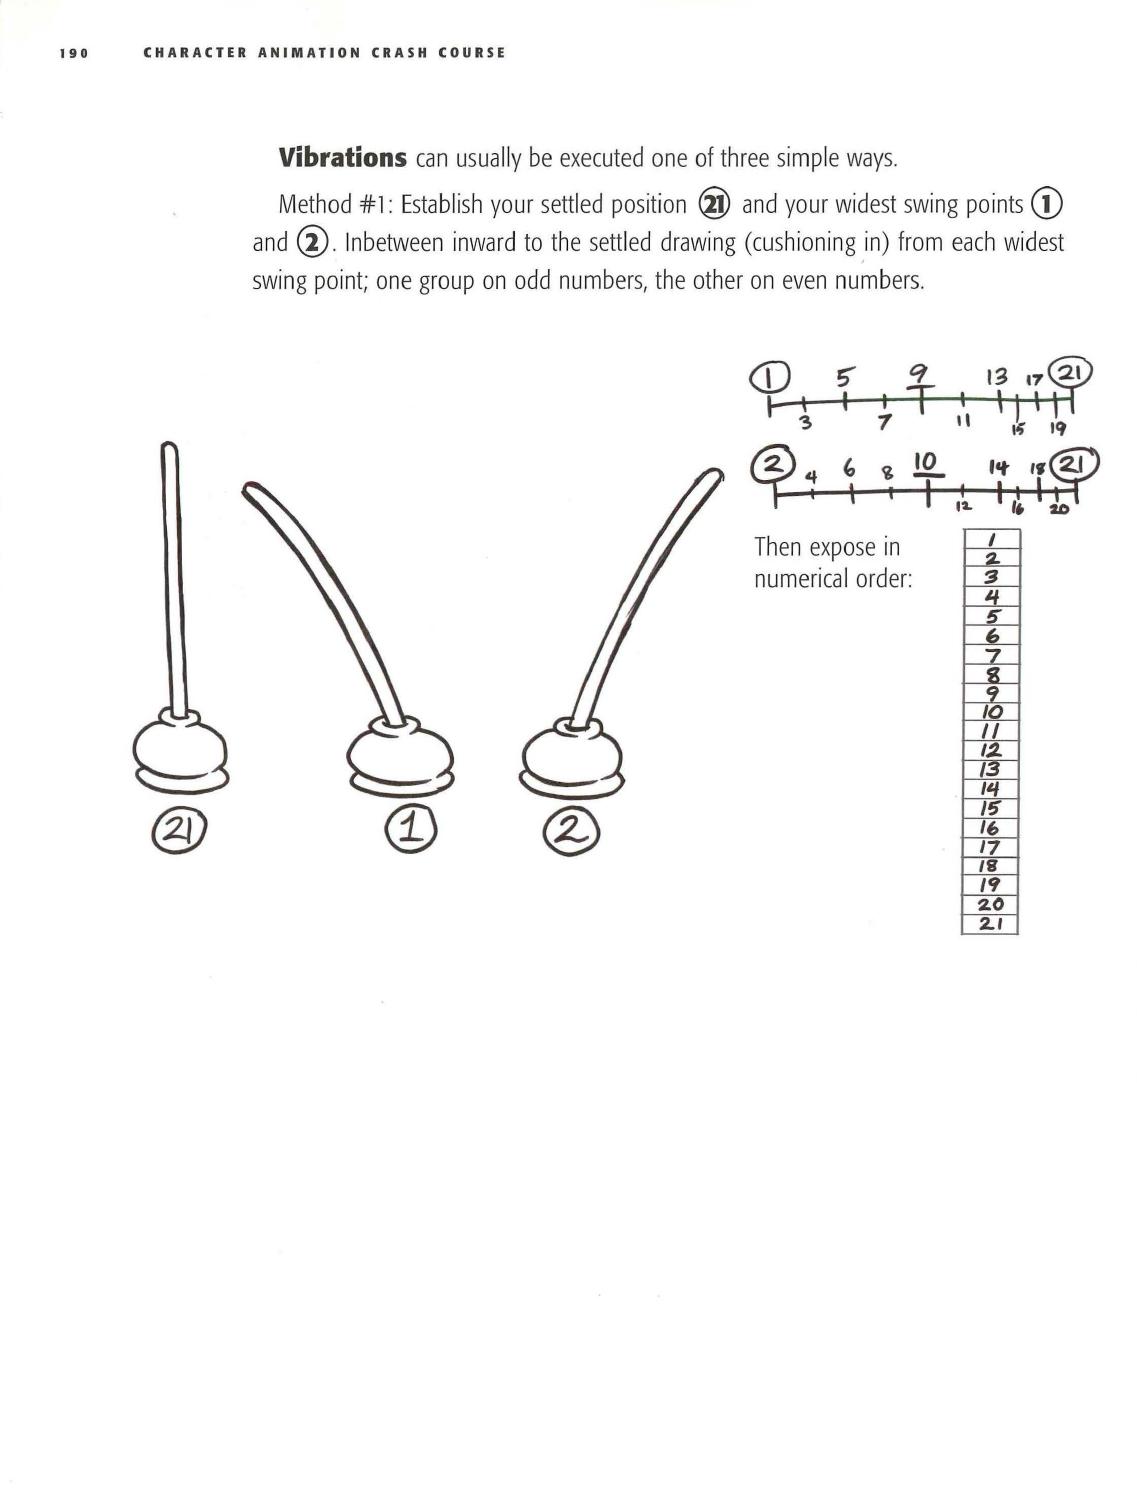 190 CHARACTER ANIMATION CRASH COURSE
Vibrations can usually be executed one of three simple ways.
Method #1: Establish your settled position 21 and your widest swing points 1
and 2. Inbetween inward to the settled drawing (cushioning in) from each widest
swing point; one group on odd numbers, the other on even numbers.
1 5 9 13 17 21
3 7 11 15 19
2 4 6 8 10 14 18 21
12 16 20
Then expose in
numerical order:
1
2
3
4
5
6
7
8
9
10
11
12
13
14
15
16
17
18
19
20
21
21 1 2